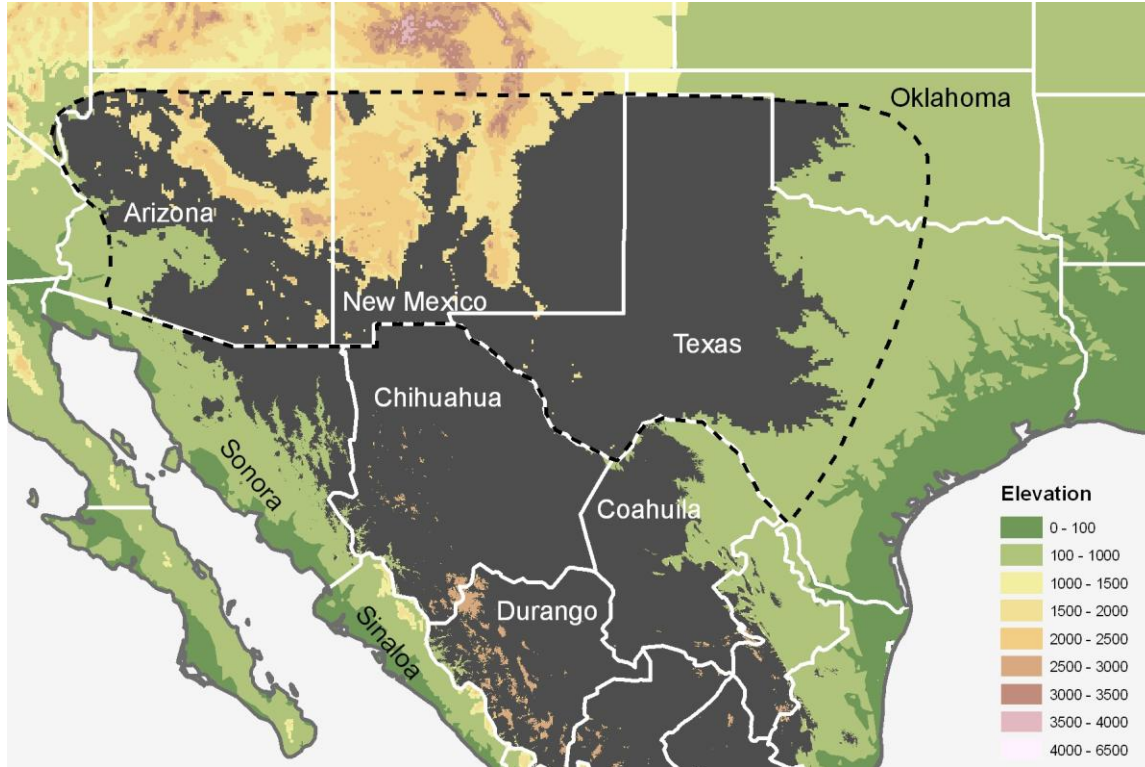 Oklahoma
Arizona
New Mexico
Texas
Chihuahua
Sonora
Coahuila
Durango
Sinaloa
Elevation
0 - 100
100 - 1000
1000 - 1500
1500 - 2000
2000 - 2500
2500 - 3000
3000 - 3500
3500 - 4000
4000 - 6500